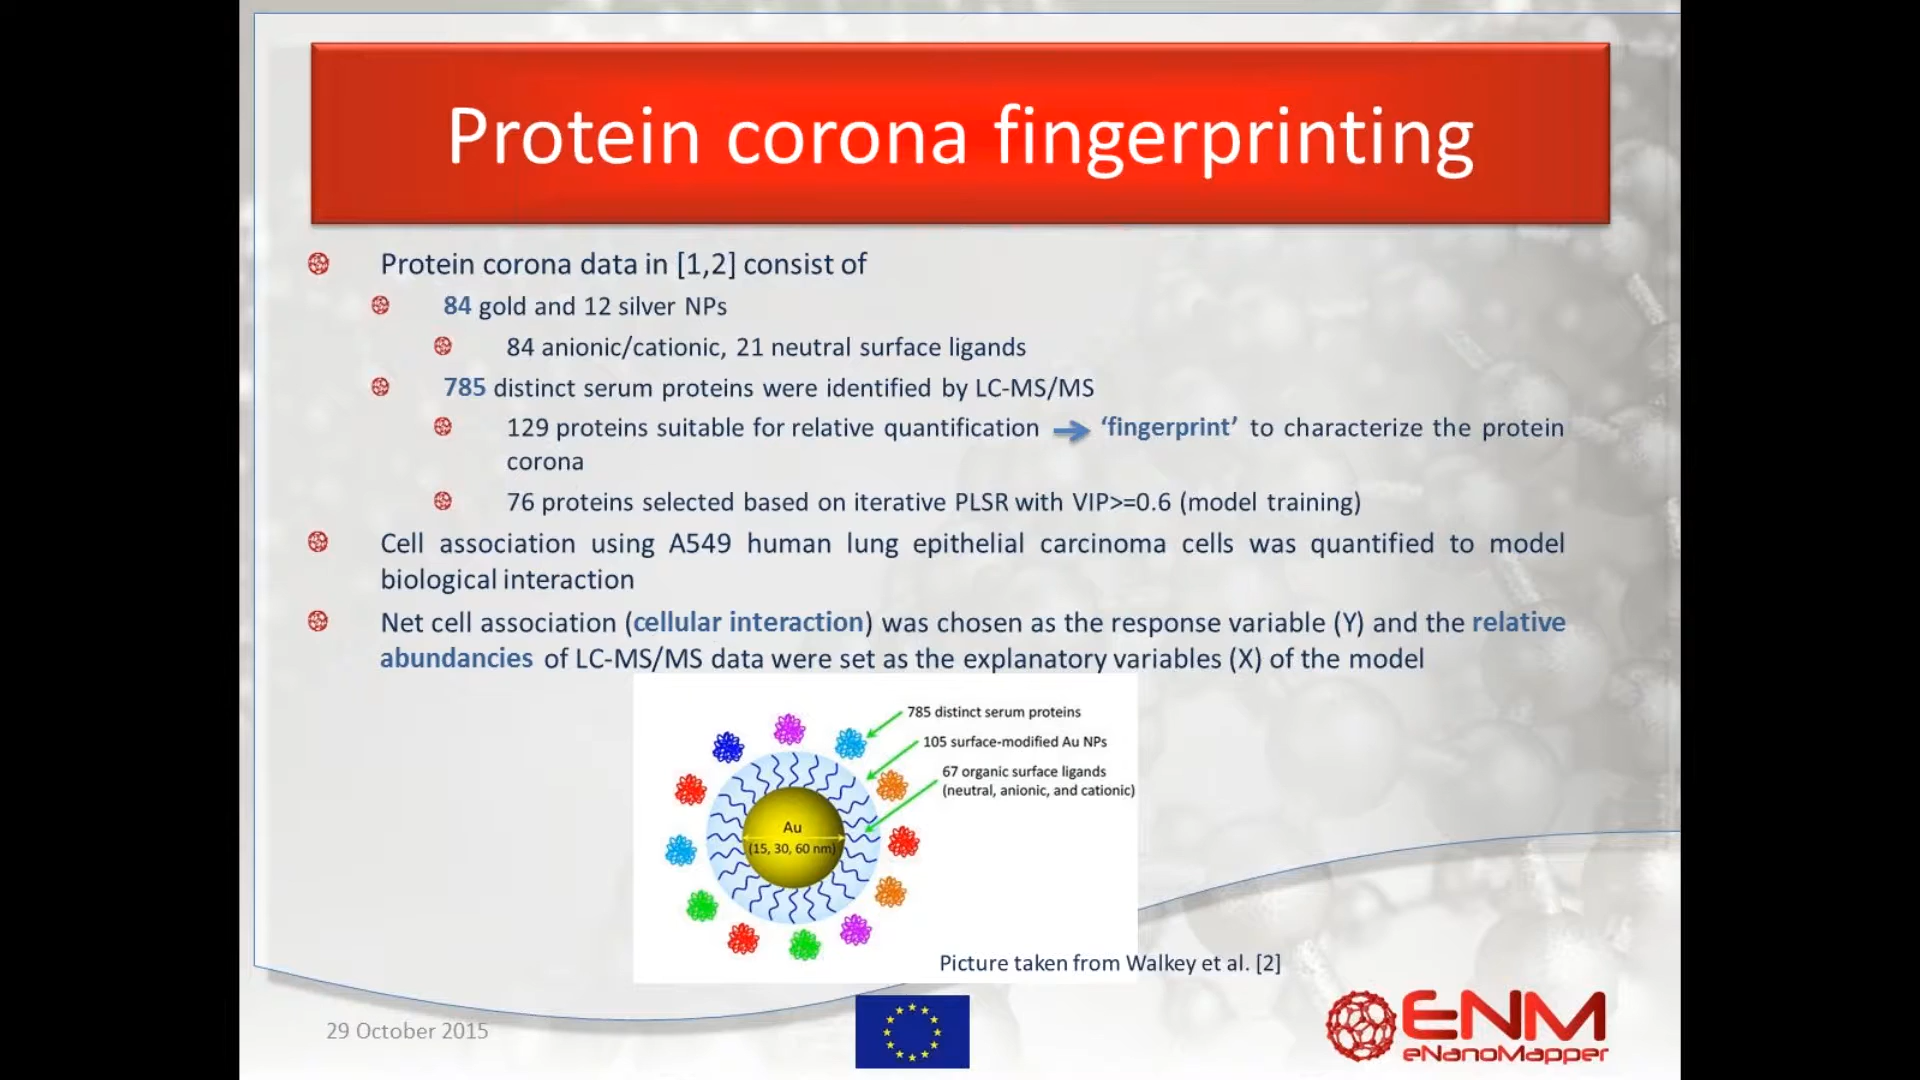 Protein corona fingerprinting
Protein corona data in [1,2] consist of
84 gold and 12 silver NPs
84 anionic/cationic, 21 neutral surface ligands
785 distinct serum proteins were identified by LC-MS/MS
129 proteins suitable for relative quantification ‘fingerprint’ to characterize the protein
corona
76 proteins selected based on iterative PLSR with VIP>=0.6 (model training)
Cell association using A549 human lung epithelial carcinoma cells was quantified to model
biological interaction
Net cell association (cellular interaction) was chosen as the response variable (Y) and the relative
abundancies of LC-MS/MS data were set as the explanatory variables (X) of the model
785 distinct serum proteins
105 surface-modified Au NPs
67 organic surface ligands
(neutral, anionic, and cationic)
Au
(15, 30, 60 nm)
Picture taken from Walkey et al. [2]
29 October 2015
ENM
eNanoMapper